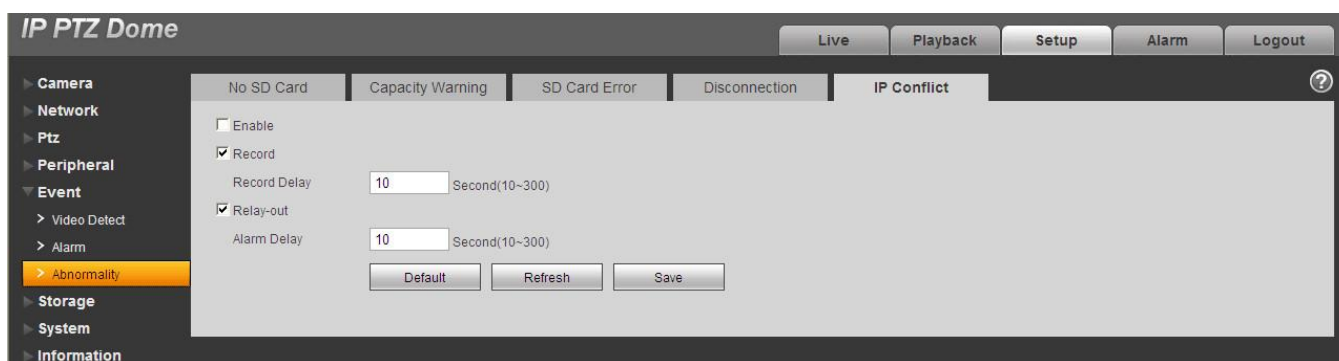 IP PTZ Dome
Live Playback Setup Alarm Logout
Camera
Network
Ptz
Peripheral
Event
> Video Detect
> Alarm
> Abnormality
Storage
System
Information
No SD Card Capacity Warning SD Card Error Disconnection IP Conflict
?
Enable
Record
Record Delay 10 Second(10~300)
Relay-out
Alarm Delay 10 Second(10~300)
Default Refresh Save